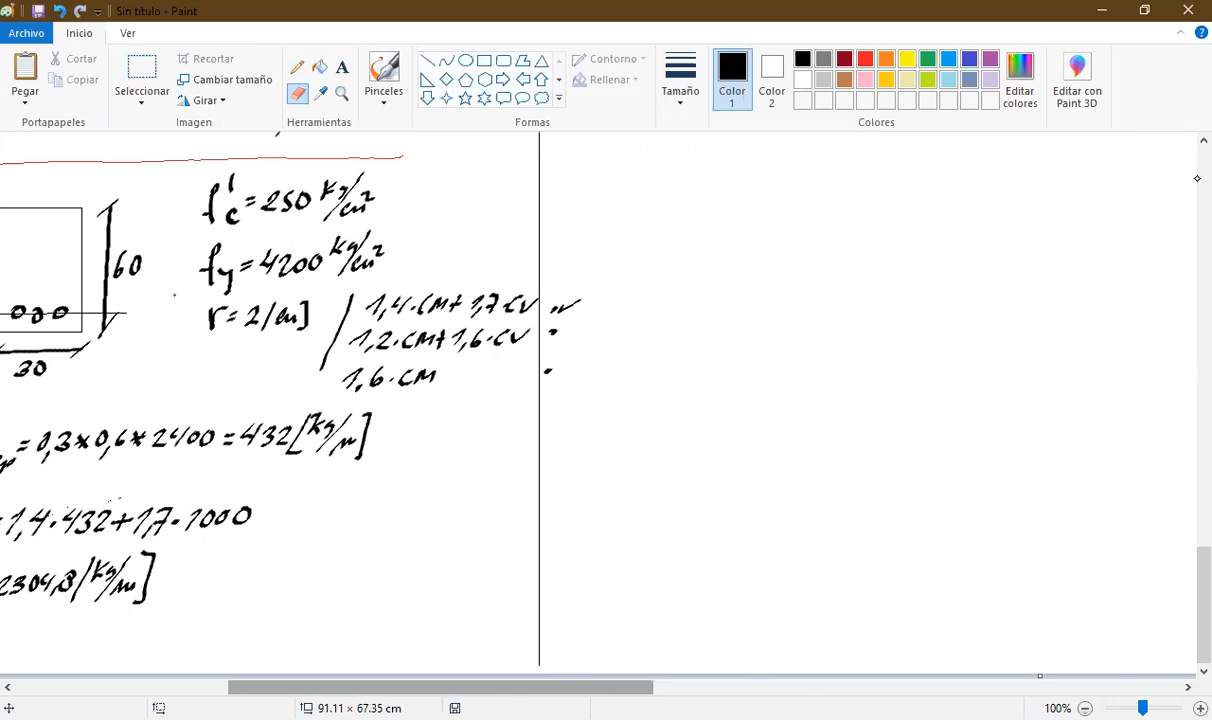 Sin título - Paint
Archivo Inicio Ver
Pegar
Cortar
Copiar
Portapapeles
Seleccionar
Recortar
Cambiar tamaño
Girar
Imagen
A
Herramientas
Pinceles
Contorno
Rellenar
Formas
Tamaño
Color 1
Color 2
Editar colores
Colores
Editar con Paint 3D
f'c = 250 kg/cm²
fy = 4200 kg/cm²
r = 2 [cm]
60
30
1,4·CM + 1,7·CV
1,2·CM + 1,6·CV
1,6·CM
= 0,3 × 0,6 × 2400 = 432 [kg/m]
= 1,4·432 + 1,7·1000
2304,8 [kg/m]
91.11 × 67.35 cm
100%